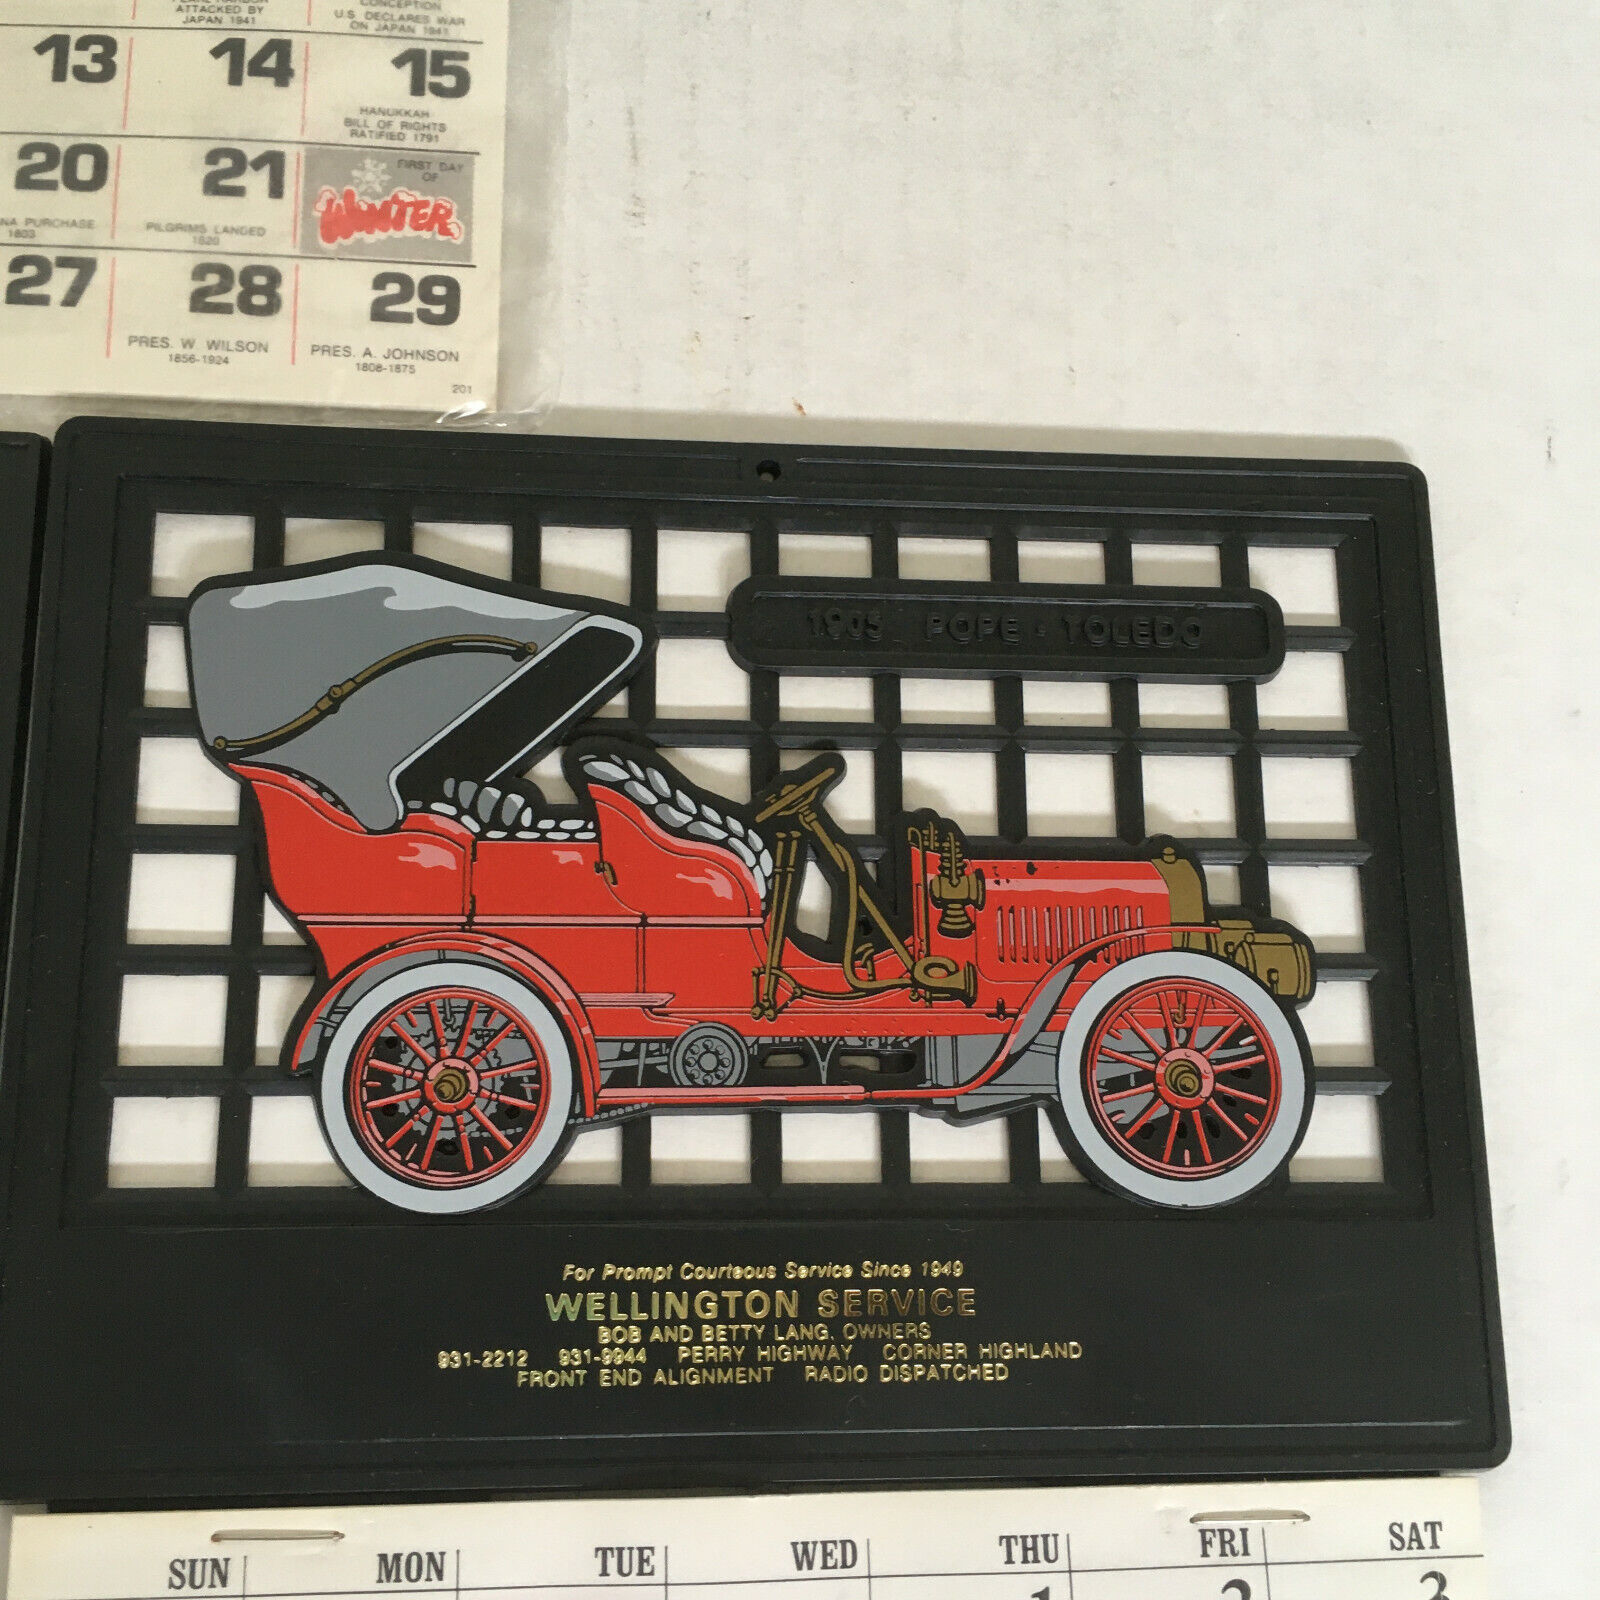 ATTACKED BY
JAPAN 1941
CONCEPTION
U.S. DECLARES WAR
ON JAPAN 1941
13 14 15
HANUKKAH
BILL OF RIGHTS
RATIFIED 1791
20 21
FIRST DAY
OF
WINTER
NA PURCHASE
1803
PILGRIMS LANDED
1620
27 28 29
PRES. W. WILSON
1856-1924
PRES. A. JOHNSON
1808-1875
201
1905 POPE · TOLEDO
For Prompt Courteous Service Since 1949
WELLINGTON SERVICE
BOB AND BETTY LANG, OWNERS
931-2212 931-9944 PERRY HIGHWAY CORNER HIGHLAND
FRONT END ALIGNMENT RADIO DISPATCHED
SUN MON TUE WED THU FRI SAT
1 2 3